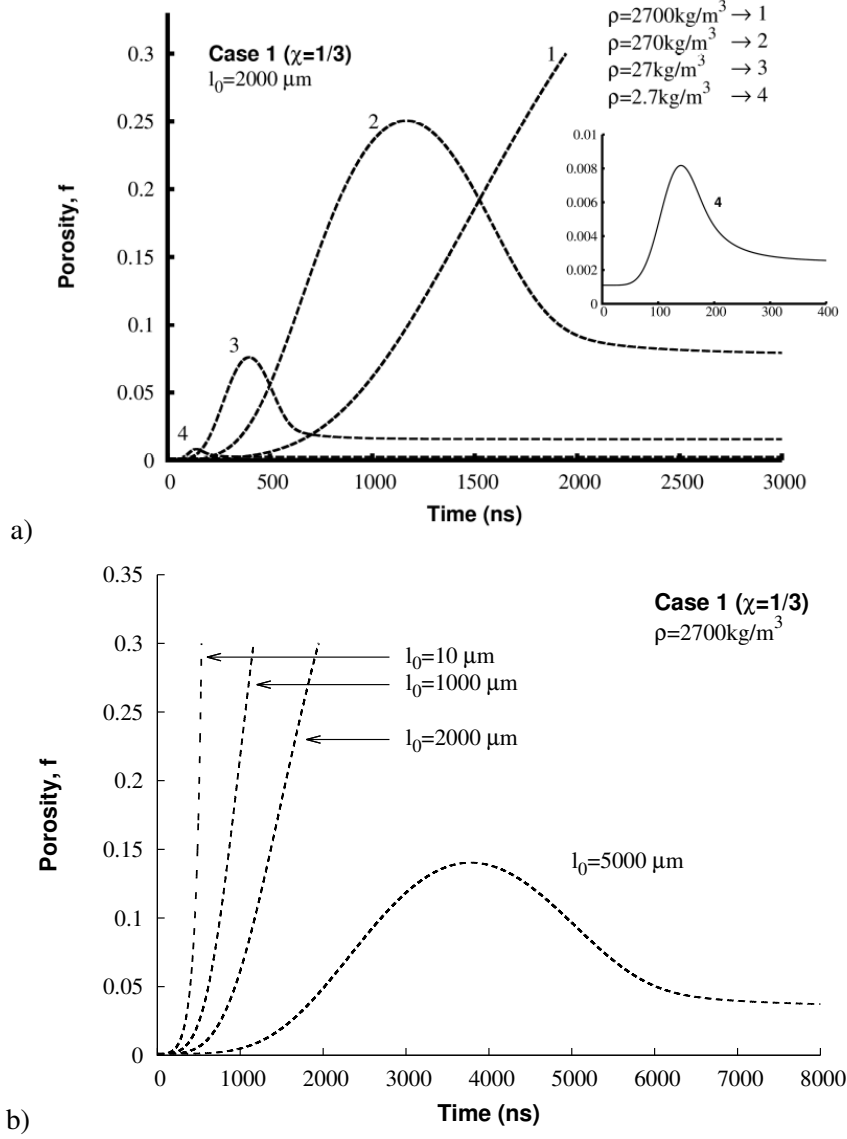 ρ=2700kg/m³ → 1
ρ=270kg/m³ → 2
ρ=27kg/m³ → 3
ρ=2.7kg/m³ → 4
Case 1 (χ=1/3)
l₀=2000 μm
Porosity, f
0.3
0.25
0.2
0.15
0.1
0.05
0
1
2
3
4
0.01
0.008
0.006
0.004
0.002
0
4
0 100 200 300 400
0 500 1000 1500 2000 2500 3000
Time (ns)
a)
Case 1 (χ=1/3)
ρ=2700kg/m³
Porosity, f
0.35
0.3
0.25
0.2
0.15
0.1
0.05
0
l₀=10 μm
l₀=1000 μm
l₀=2000 μm
l₀=5000 μm
0 1000 2000 3000 4000 5000 6000 7000 8000
Time (ns)
b)